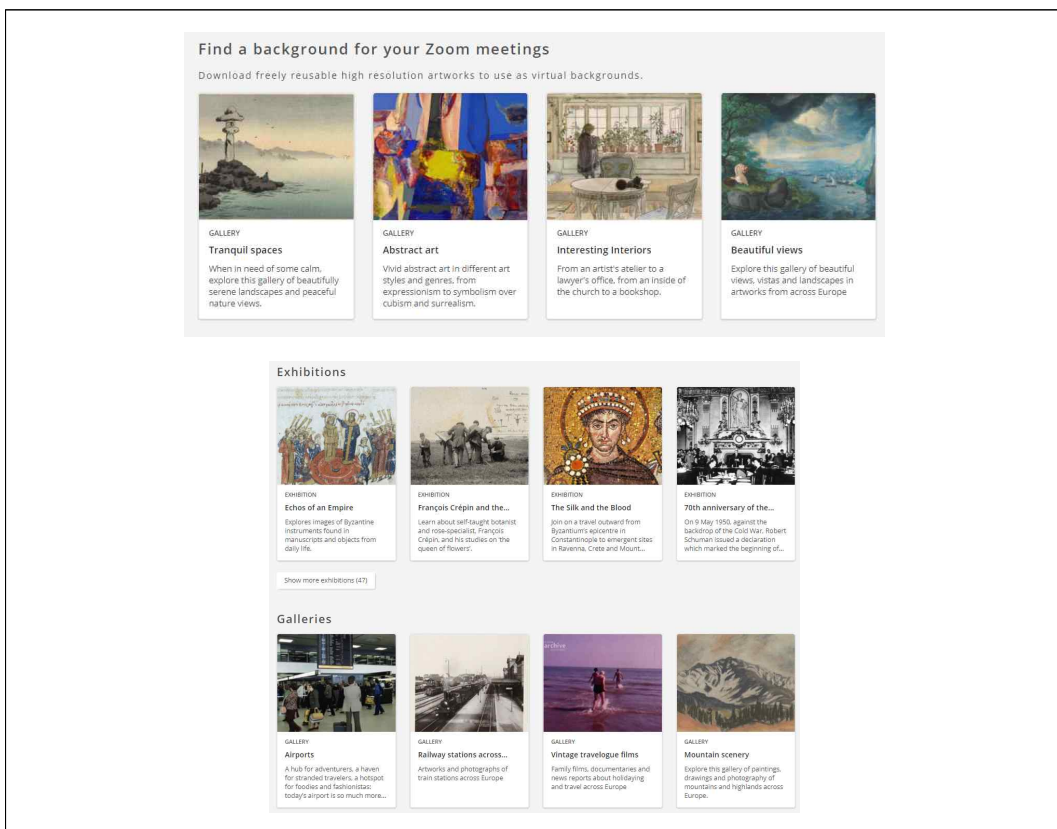 Find a background for your Zoom meetings
Download freely reusable high resolution artworks to use as virtual backgrounds.
GALLERY
Tranquil spaces
When in need of some calm,
explore this gallery of beautifully
serene landscapes and peaceful
nature views.
GALLERY
Abstract art
Vivid abstract art in different art
styles and genres, from
expressionism to symbolism over
cubism and surrealism.
GALLERY
Interesting Interiors
From an artist's atelier to a
lawyer's office, from an inside of
the church to a bookshop.
GALLERY
Beautiful views
Explore this gallery of beautiful
views, vistas and landscapes in
artworks from across Europe
Exhibitions
EXHIBITION
Echos of an Empire
Explores images of Byzantine
instruments found in
manuscripts and objects from
daily life.
EXHIBITION
François Crépin and the...
Learn about self-taught botanist
and rose-specialist, François
Crépin, and his studies on 'the
queen of flowers'.
EXHIBITION
The Silk and the Blood
Join on a travel outward from
Byzantium's epicentre in
Constantinople to emergent sites
in Ravenna, Crete and Mount...
EXHIBITION
70th anniversary of the...
On 9 May 1950, against the
backdrop of the Cold War, Robert
Schuman issued a declaration
which marked the beginning of...
Show more exhibitions (47)
Galleries
GALLERY
Airports
A hub for adventurers, a haven
for stranded travelers, a hotspot
for foodies and fashionistas:
today's airport is so much more...
GALLERY
Railway stations across...
Artworks and photographs of
train stations across Europe
archive
GALLERY
Vintage travelogue films
Family films, documentaries and
news reports about holidaying
and travel across Europe
GALLERY
Mountain scenery
Explore this gallery of paintings,
drawings and photography of
mountains and highlands across
Europe.